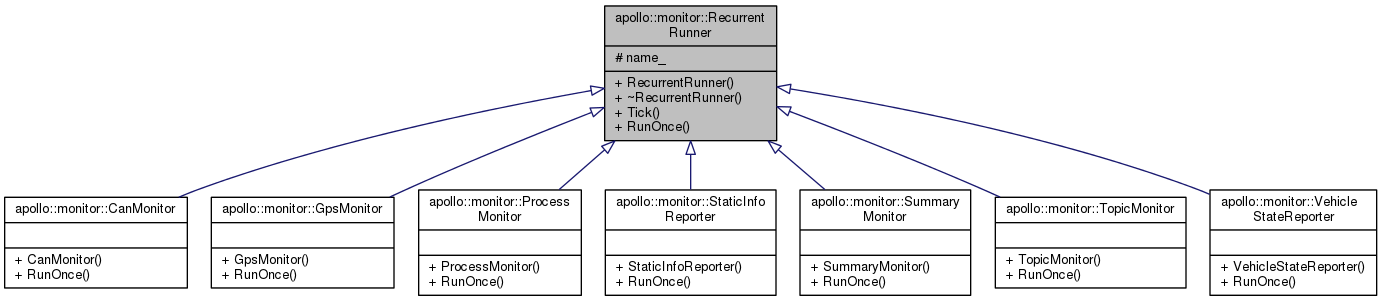 apollo::monitor::Recurrent
Runner
# name_
+ RecurrentRunner()
+ ~RecurrentRunner()
+ Tick()
+ RunOnce()
apollo::monitor::CanMonitor
+ CanMonitor()
+ RunOnce()
apollo::monitor::GpsMonitor
+ GpsMonitor()
+ RunOnce()
apollo::monitor::Process
Monitor
+ ProcessMonitor()
+ RunOnce()
apollo::monitor::StaticInfo
Reporter
+ StaticInfoReporter()
+ RunOnce()
apollo::monitor::Summary
Monitor
+ SummaryMonitor()
+ RunOnce()
apollo::monitor::TopicMonitor
+ TopicMonitor()
+ RunOnce()
apollo::monitor::Vehicle
StateReporter
+ VehicleStateReporter()
+ RunOnce()